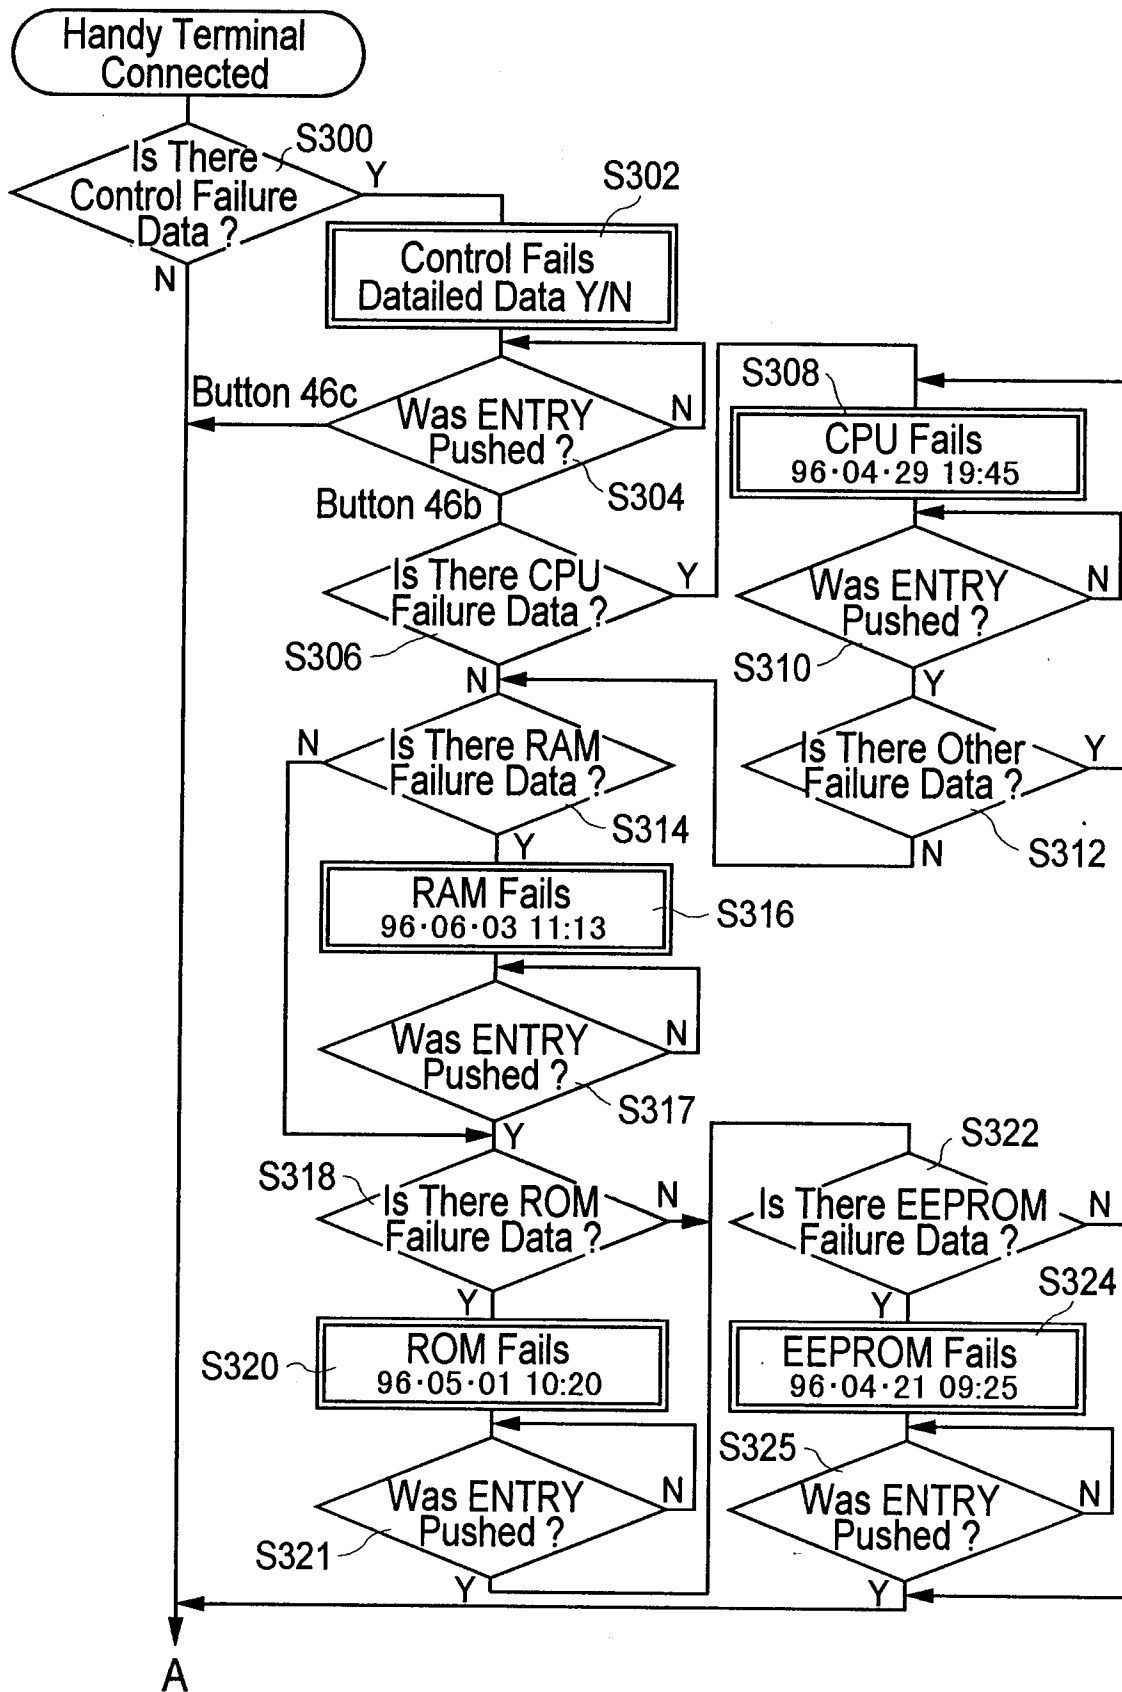 Handy Terminal
Connected
S300
Is There
Control Failure
Data ?
Y
N
S302
Control Fails
Datailed Data Y/N
Button 46c
Was ENTRY
Pushed ?
N
S304
Button 46b
Is There CPU
Failure Data ?
Y
S306
N
S308
CPU Fails
96·04·29 19:45
Was ENTRY
Pushed ?
N
S310
Y
Is There Other
Failure Data ?
Y
S312
N
N
Is There RAM
Failure Data ?
S314
Y
RAM Fails
96·06·03 11:13
S316
Was ENTRY
Pushed ?
N
S317
Y
S318
Is There ROM
Failure Data ?
N
Y
S320
ROM Fails
96·05·01 10:20
Was ENTRY
Pushed ?
N
S321
Y
S322
Is There EEPROM
Failure Data ?
N
Y
S324
EEPROM Fails
96·04·21 09:25
S325
Was ENTRY
Pushed ?
N
Y
A